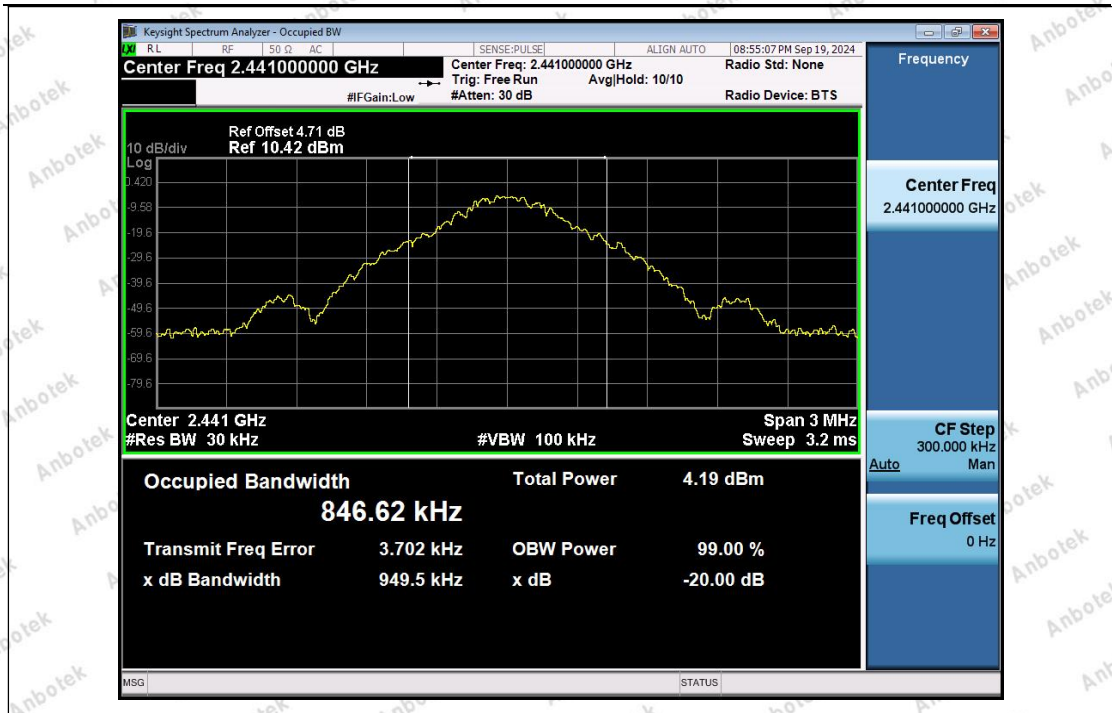 Keysight Spectrum Analyzer - Occupied BW
LXI RL RF 50 Ω AC SENSE:PULSE ALIGN AUTO 08:55:07 PM Sep 19, 2024
Center Freq 2.441000000 GHz Center Freq: 2.441000000 GHz Radio Std: None
Trig: Free Run Avg|Hold: 10/10
#IFGain:Low #Atten: 30 dB Radio Device: BTS
Ref Offset 4.71 dB
10 dB/div Ref 10.42 dBm
Log
0.420
-9.58
-19.6
-29.6
-39.6
-49.6
-59.6
-69.6
-79.6
Center 2.441 GHz Span 3 MHz
#Res BW 30 kHz #VBW 100 kHz Sweep 3.2 ms
Occupied Bandwidth Total Power 4.19 dBm
846.62 kHz
Transmit Freq Error 3.702 kHz OBW Power 99.00 %
x dB Bandwidth 949.5 kHz x dB -20.00 dB
MSG STATUS
Frequency
Center Freq
2.441000000 GHz
CF Step
300.000 kHz
Auto Man
Freq Offset
0 Hz
Anbotek